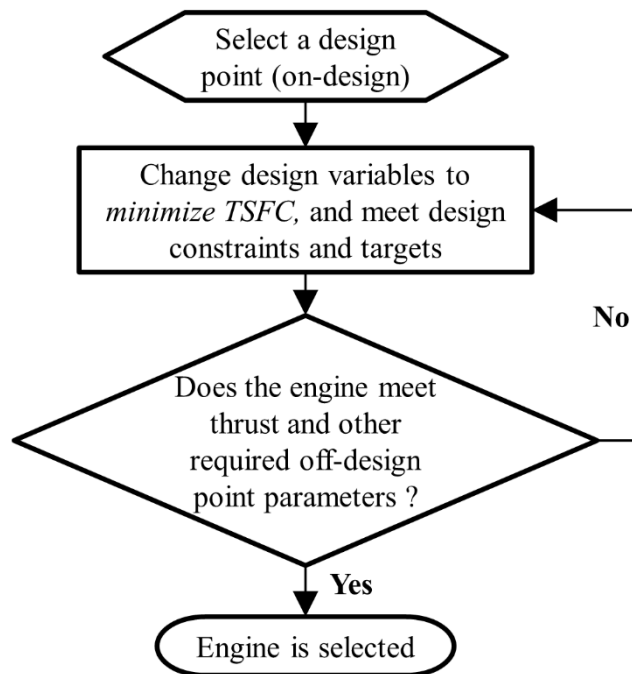 Select a design
point (on-design)
Change design variables to
minimize TSFC, and meet design
constraints and targets
No
Does the engine meet
thrust and other
required off-design
point parameters ?
Yes
Engine is selected